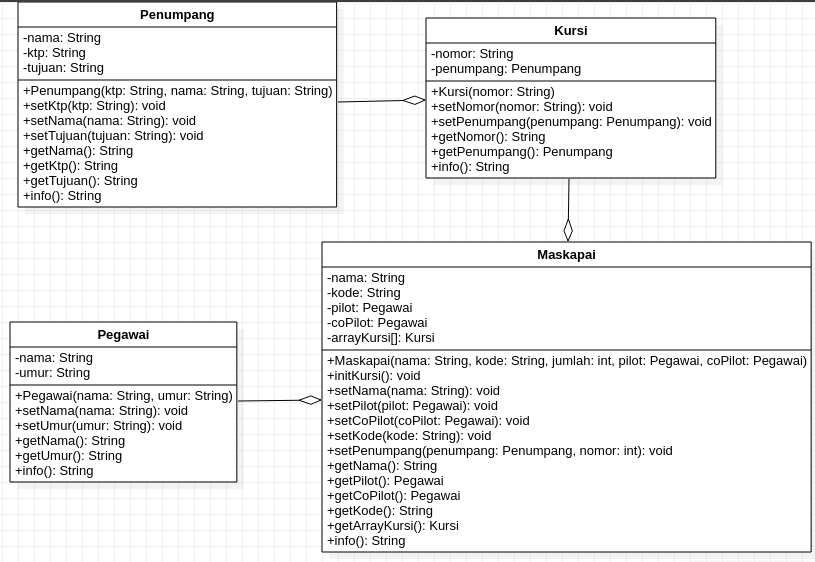 Penumpang
-nama: String
-ktp: String
-tujuan: String
+Penumpang(ktp: String, nama: String, tujuan: String)
+setKtp(ktp: String): void
+setNama(nama: String): void
+setTujuan(tujuan: String): void
+getNama(): String
+getKtp(): String
+getTujuan(): String
+info(): String
Kursi
-nomor: String
-penumpang: Penumpang
+Kursi(nomor: String)
+setNomor(nomor: String): void
+setPenumpang(penumpang: Penumpang): void
+getNomor(): String
+getPenumpang(): Penumpang
+info(): String
Pegawai
-nama: String
-umur: String
+Pegawai(nama: String, umur: String)
+setNama(nama: String): void
+setUmur(umur: String): void
+getNama(): String
+getUmur(): String
+info(): String
Maskapai
-nama: String
-kode: String
-pilot: Pegawai
-coPilot: Pegawai
-arrayKursi[]: Kursi
+Maskapai(nama: String, kode: String, jumlah: int, pilot: Pegawai, coPilot: Pegawai)
+initKursi(): void
+setNama(nama: String): void
+setPilot(pilot: Pegawai): void
+setCoPilot(coPilot: Pegawai): void
+setKode(kode: String): void
+setPenumpang(penumpang: Penumpang, nomor: int): void
+getNama(): String
+getPilot(): Pegawai
+getCoPilot(): Pegawai
+getKode(): String
+getArrayKursi(): Kursi
+info(): String